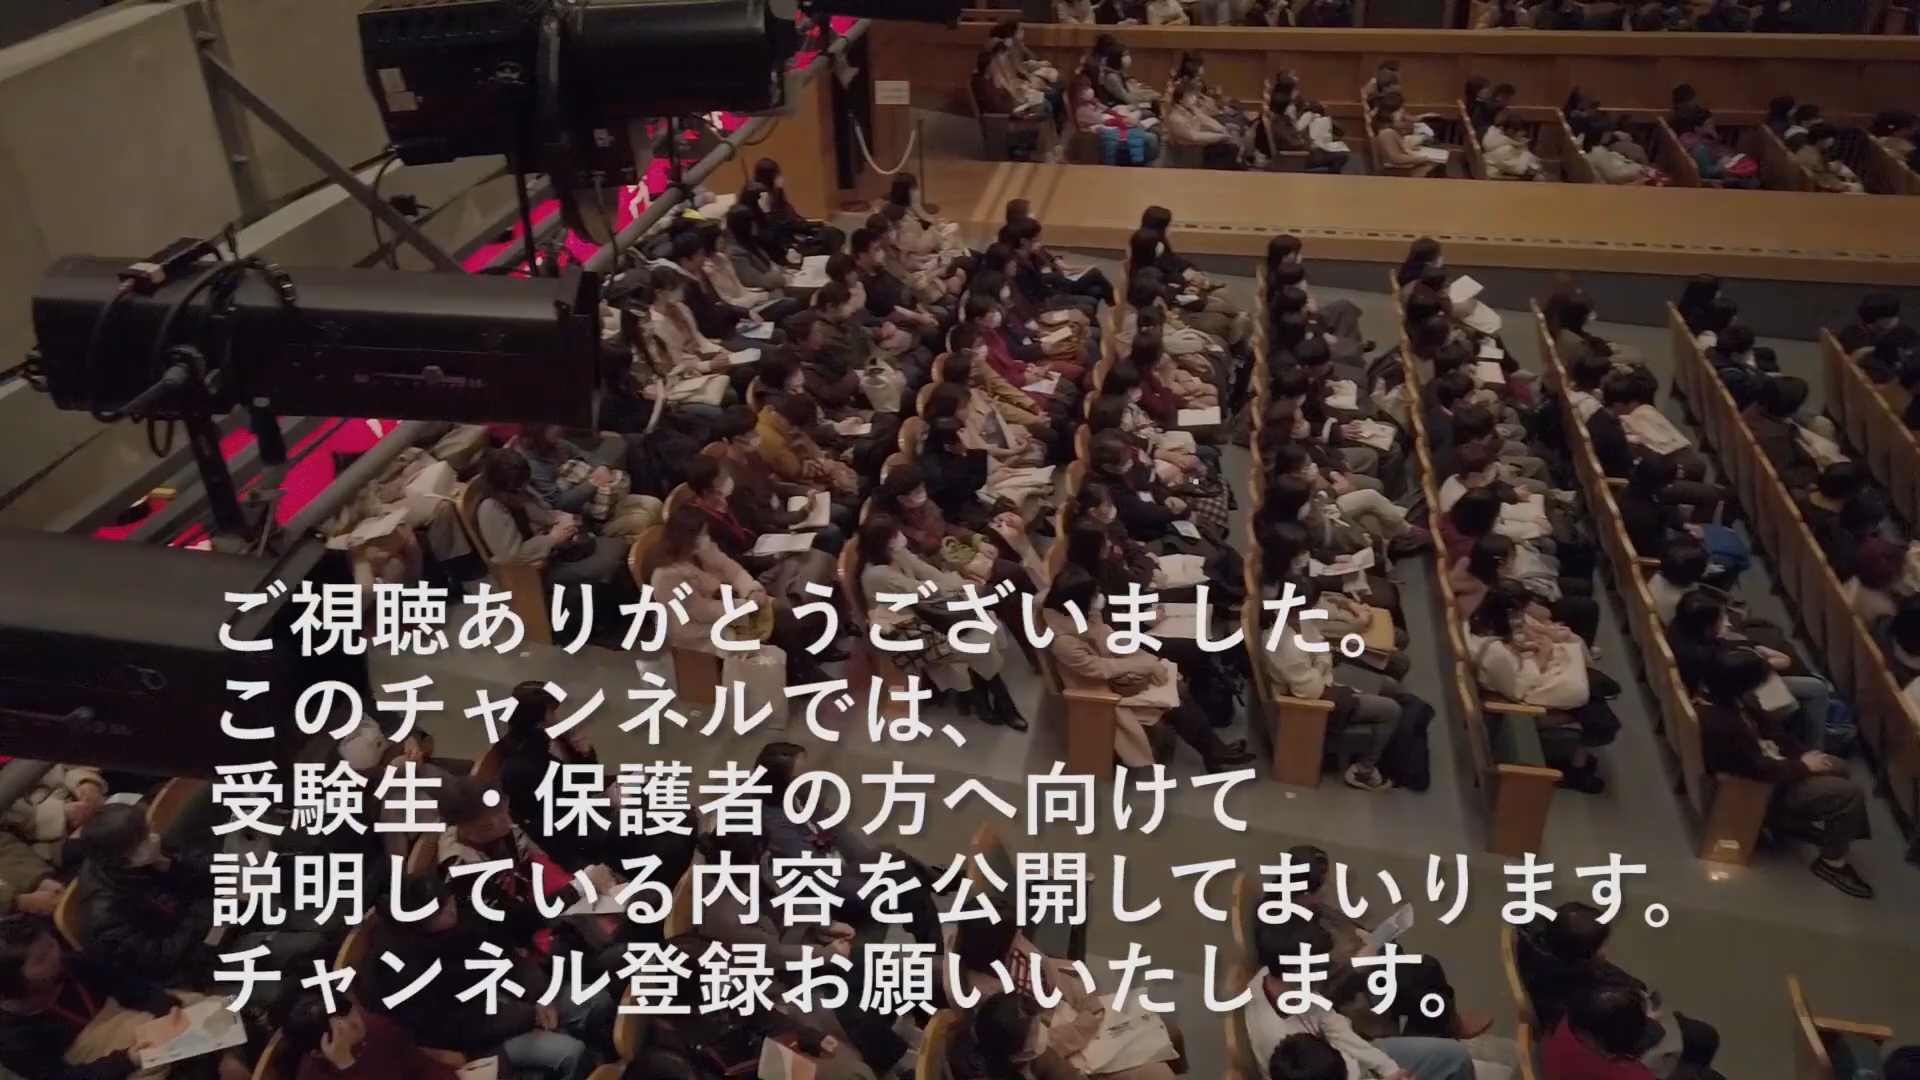 ご視聴ありがとうございました。
このチャンネルでは、
受験生・保護者の方へ向けて
説明している内容を公開してまいります。
チャンネル登録お願いいたします。